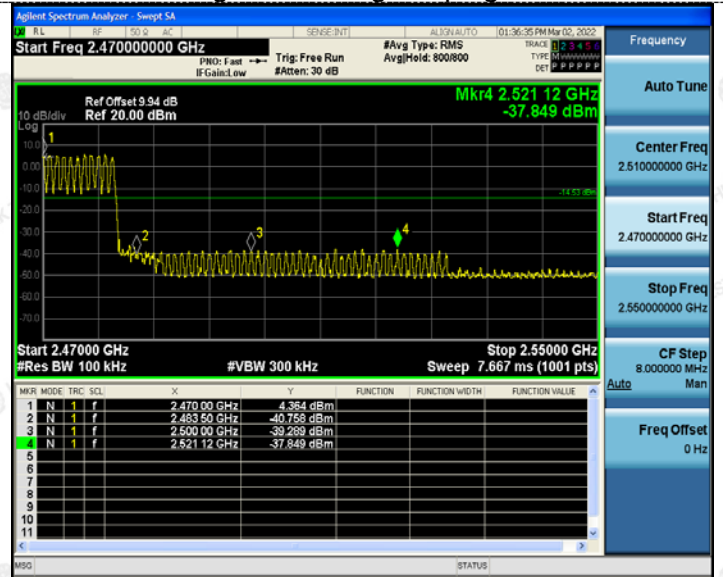 Agilent Spectrum Analyzer - Swept SA
RL RF 50 Ω AC SENSE:INT ALIGN AUTO 01:36:35 PM Mar 02, 2022
Start Freq 2.470000000 GHz
PNO: Fast
IFGain:Low
Trig: Free Run
#Atten: 30 dB
#Avg Type: RMS
Avg|Hold: 800/800
TRACE 1 2 3 4 5 6
TYPE M
DET P P P P P P
Ref Offset 9.94 dB
10 dB/div Ref 20.00 dBm
Log
Mkr4 2.521 12 GHz
-37.849 dBm
10.0
0.00
-10.0
-20.0
-30.0
-40.0
-50.0
-60.0
-70.0
1
2
3
4
-14.53 dBm
Start 2.47000 GHz Stop 2.55000 GHz
#Res BW 100 kHz #VBW 300 kHz Sweep 7.667 ms (1001 pts)
MKR MODE TRC SCL X Y FUNCTION FUNCTION WIDTH FUNCTION VALUE
1 N 1 f 2.470 00 GHz 4.364 dBm
2 N 1 f 2.483 50 GHz -40.758 dBm
3 N 1 f 2.500 00 GHz -39.289 dBm
4 N 1 f 2.521 12 GHz -37.849 dBm
5
6
7
8
9
10
11
MSG STATUS
Frequency
Auto Tune
Center Freq
2.510000000 GHz
Start Freq
2.470000000 GHz
Stop Freq
2.550000000 GHz
CF Step
8.000000 MHz
Auto Man
Freq Offset
0 Hz